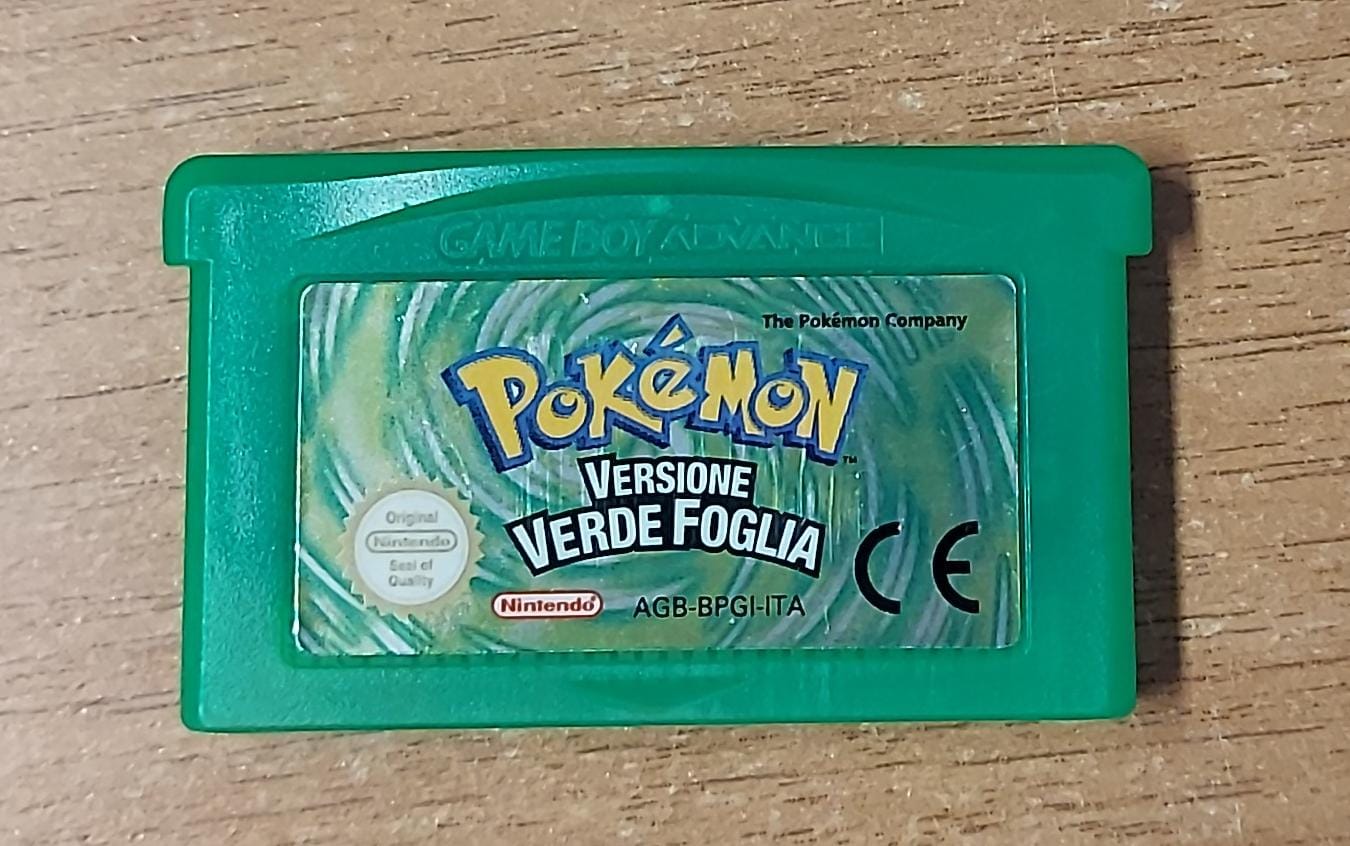 GAME BOY ADVANCE
The Pokémon Company
POKéMON
™
VERSIONE
VERDE FOGLIA
Original
Nintendo
Seal of
Quality
CE
Nintendo®
AGB-BPGI-ITA